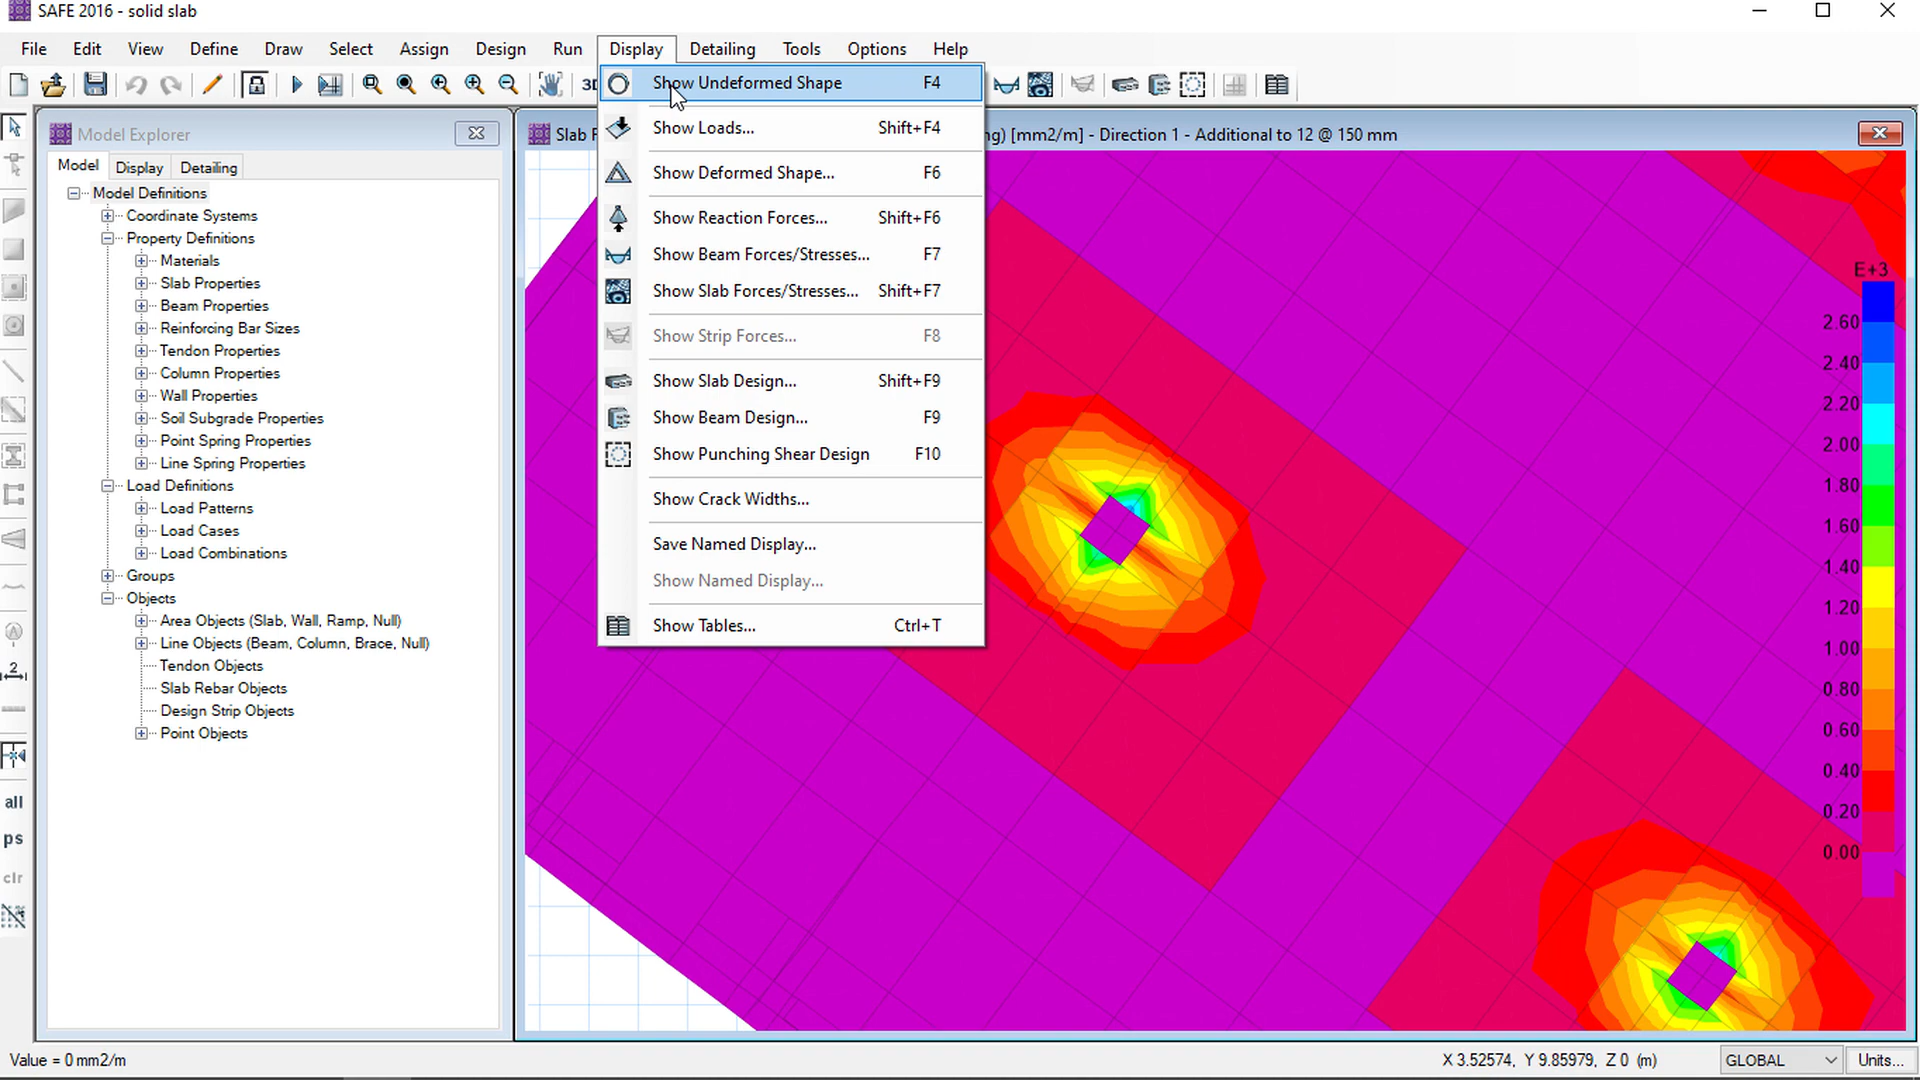 SAFE 2016 - solid slab
File Edit View Define Draw Select Assign Design Run Display Detailing Tools Options Help
Model Explorer
Model Display Detailing
Model Definitions
Coordinate Systems
Property Definitions
Materials
Slab Properties
Beam Properties
Reinforcing Bar Sizes
Tendon Properties
Column Properties
Wall Properties
Soil Subgrade Properties
Point Spring Properties
Line Spring Properties
Load Definitions
Load Patterns
Load Cases
Load Combinations
Groups
Objects
Area Objects (Slab, Wall, Ramp, Null)
Line Objects (Beam, Column, Brace, Null)
Tendon Objects
Slab Rebar Objects
Design Strip Objects
Point Objects
all
ps
clr
Show Undeformed Shape F4
Show Loads... Shift+F4
Show Deformed Shape... F6
Show Reaction Forces... Shift+F6
Show Beam Forces/Stresses... F7
Show Slab Forces/Stresses... Shift+F7
Show Strip Forces... F8
Show Slab Design... Shift+F9
Show Beam Design... F9
Show Punching Shear Design F10
Show Crack Widths...
Save Named Display...
Show Named Display...
Show Tables... Ctrl+T
Slab
[mm2/m] - Direction 1 - Additional to 12 @ 150 mm
E+3
2.60
2.40
2.20
2.00
1.80
1.60
1.40
1.20
1.00
0.80
0.60
0.40
0.20
0.00
Value = 0 mm2/m
X 3.52574, Y 9.85979, Z 0 (m)
GLOBAL
Units...